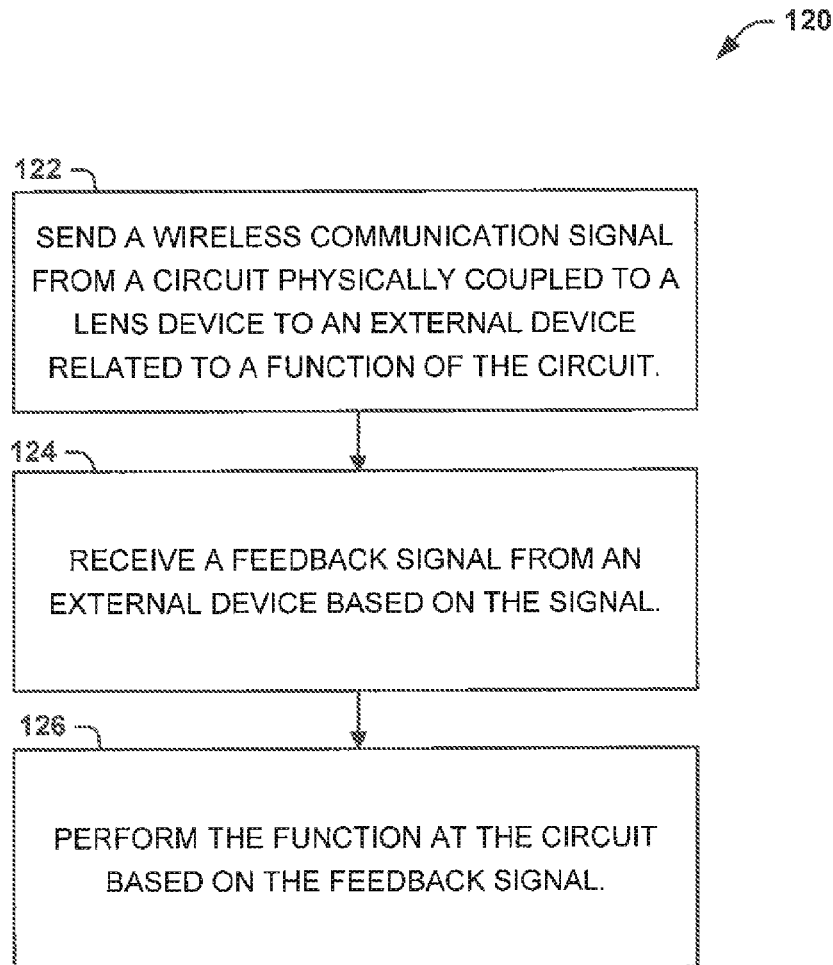 120
122
SEND A WIRELESS COMMUNICATION SIGNAL
FROM A CIRCUIT PHYSICALLY COUPLED TO A
LENS DEVICE TO AN EXTERNAL DEVICE
RELATED TO A FUNCTION OF THE CIRCUIT.
124
RECEIVE A FEEDBACK SIGNAL FROM AN
EXTERNAL DEVICE BASED ON THE SIGNAL.
126
PERFORM THE FUNCTION AT THE CIRCUIT
BASED ON THE FEEDBACK SIGNAL.